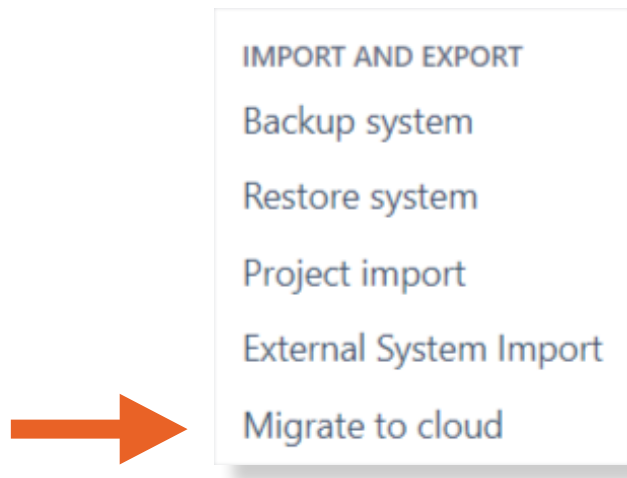 IMPORT AND EXPORT
Backup system
Restore system
Project import
External System Import
Migrate to cloud